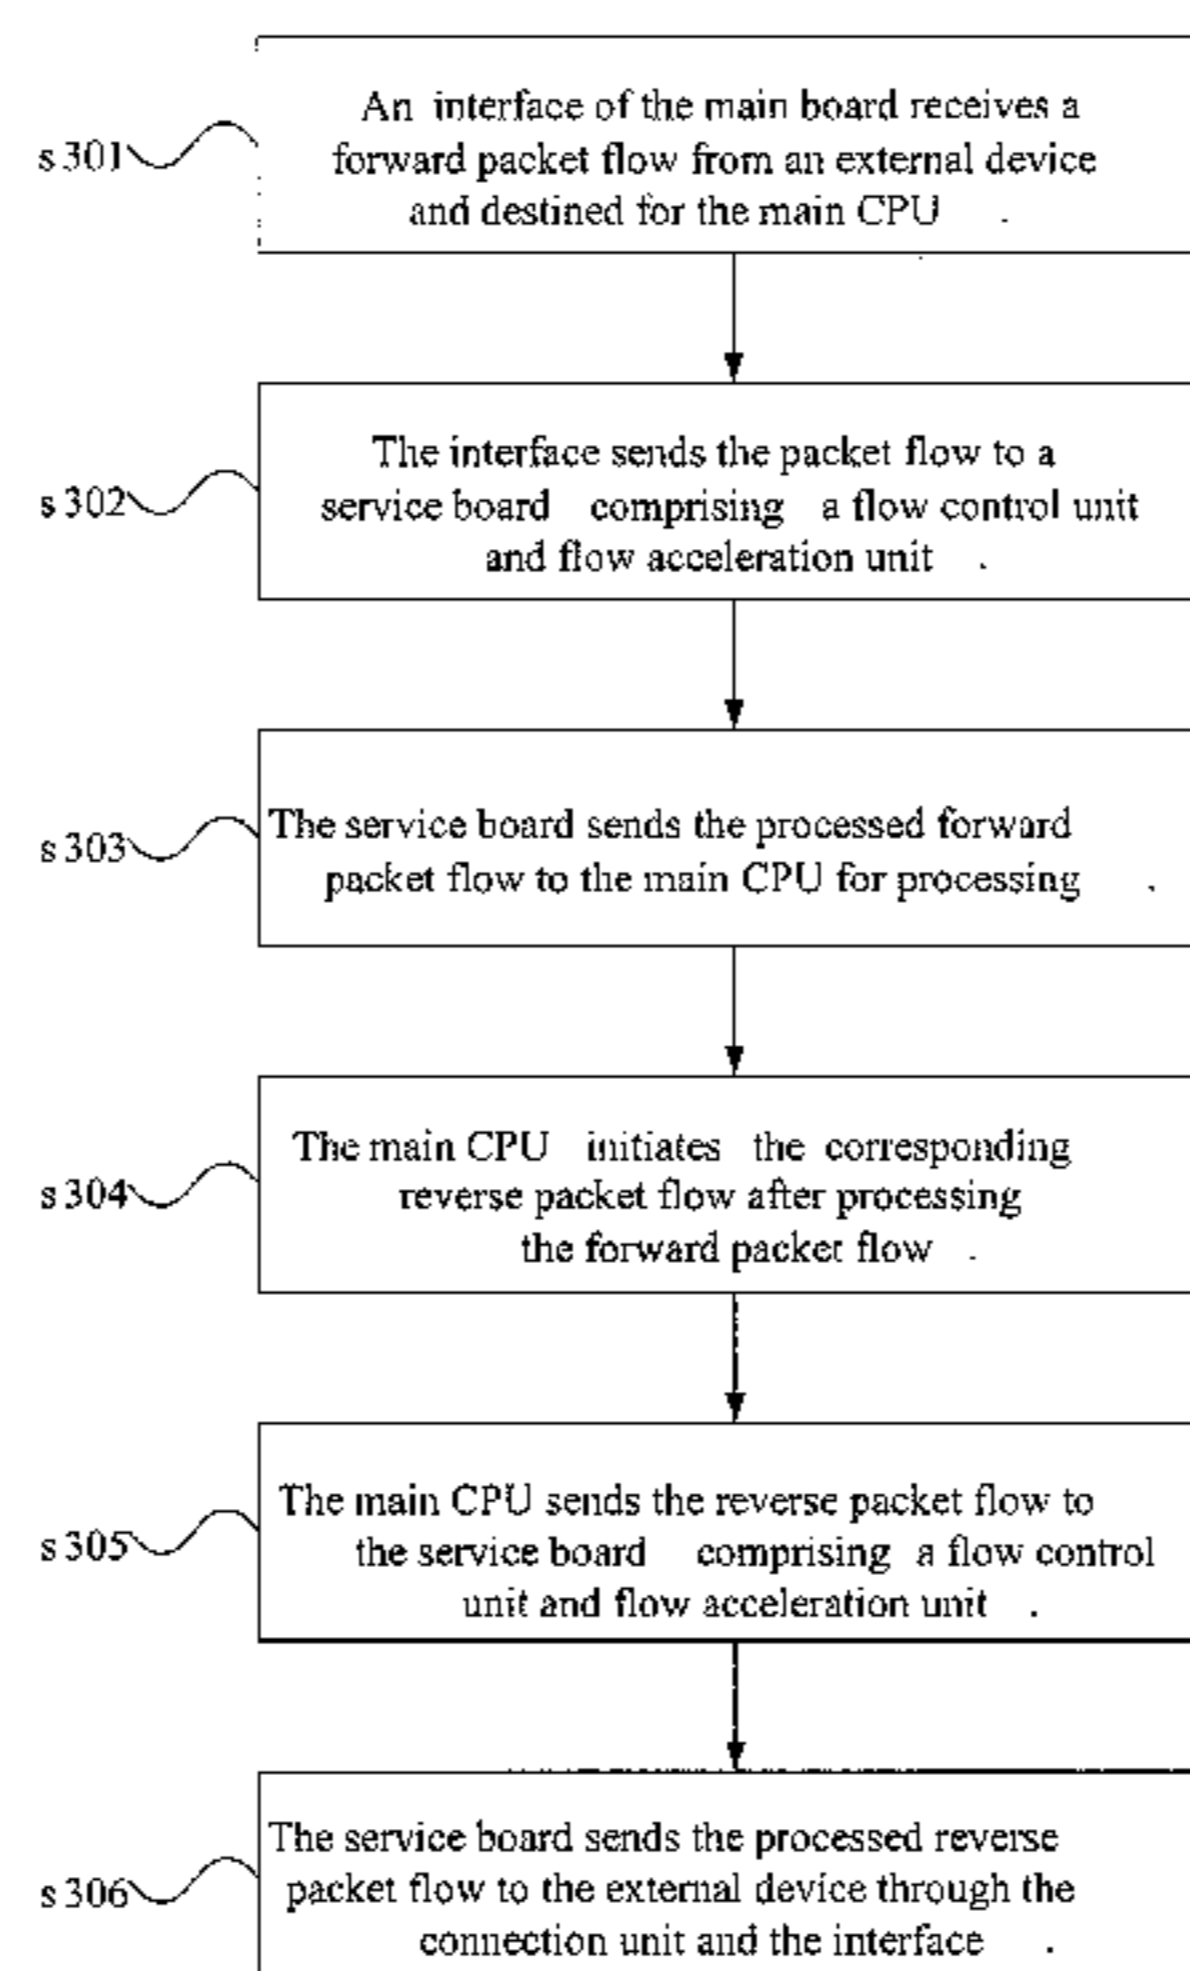 s301
An interface of the main board receives a
forward packet flow from an external device
and destined for the main CPU .
s302
The interface sends the packet flow to a
service board comprising a flow control unit
and flow acceleration unit .
s303
The service board sends the processed forward
packet flow to the main CPU for processing .
s304
The main CPU initiates the corresponding
reverse packet flow after processing
the forward packet flow .
s305
The main CPU sends the reverse packet flow to
the service board comprising a flow control
unit and flow acceleration unit .
s306
The service board sends the processed reverse
packet flow to the external device through the
connection unit and the interface .